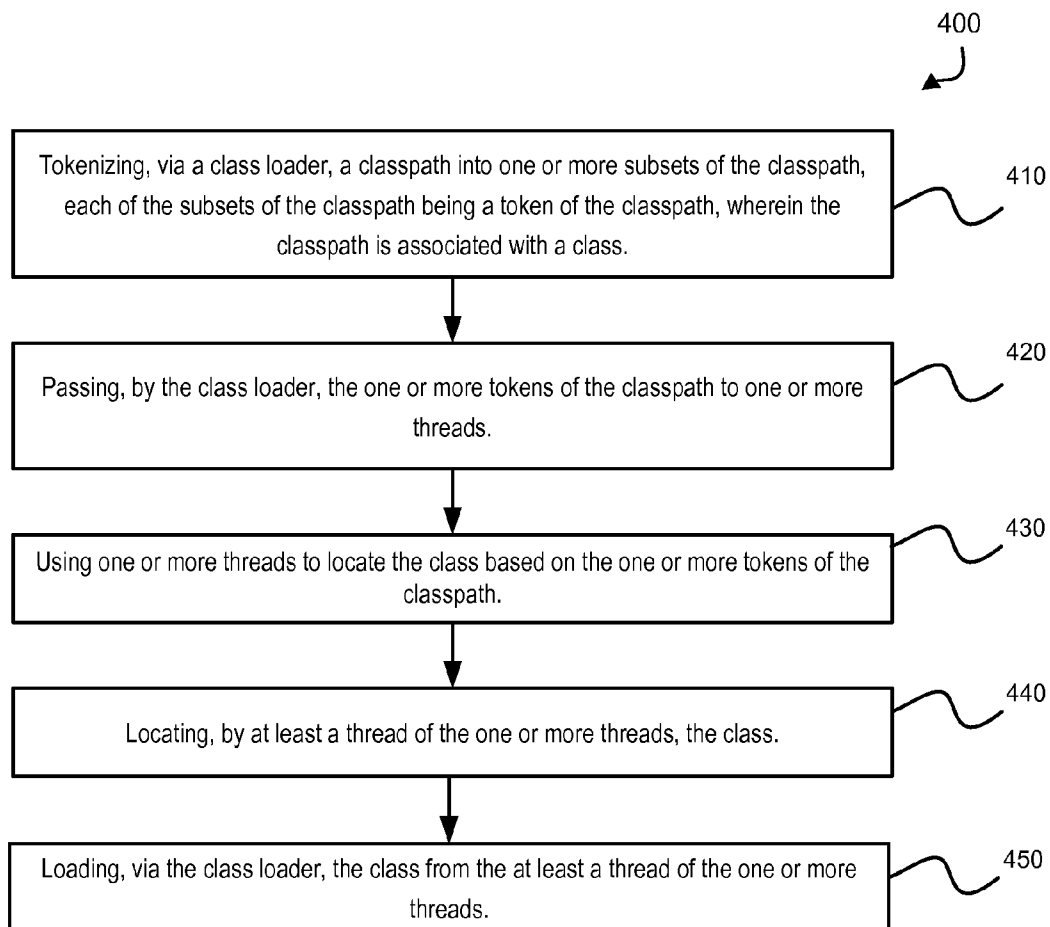 400
Tokenizing, via a class loader, a classpath into one or more subsets of the classpath,
each of the subsets of the classpath being a token of the classpath, wherein the
classpath is associated with a class.
410
Passing, by the class loader, the one or more tokens of the classpath to one or more
threads.
420
Using one or more threads to locate the class based on the one or more tokens of the
classpath.
430
Locating, by at least a thread of the one or more threads, the class.
440
Loading, via the class loader, the class from the at least a thread of the one or more
threads.
450